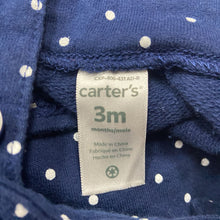 carter's
3m
months/mois
Made in China
Fabriqué en Chine
Hecho en China